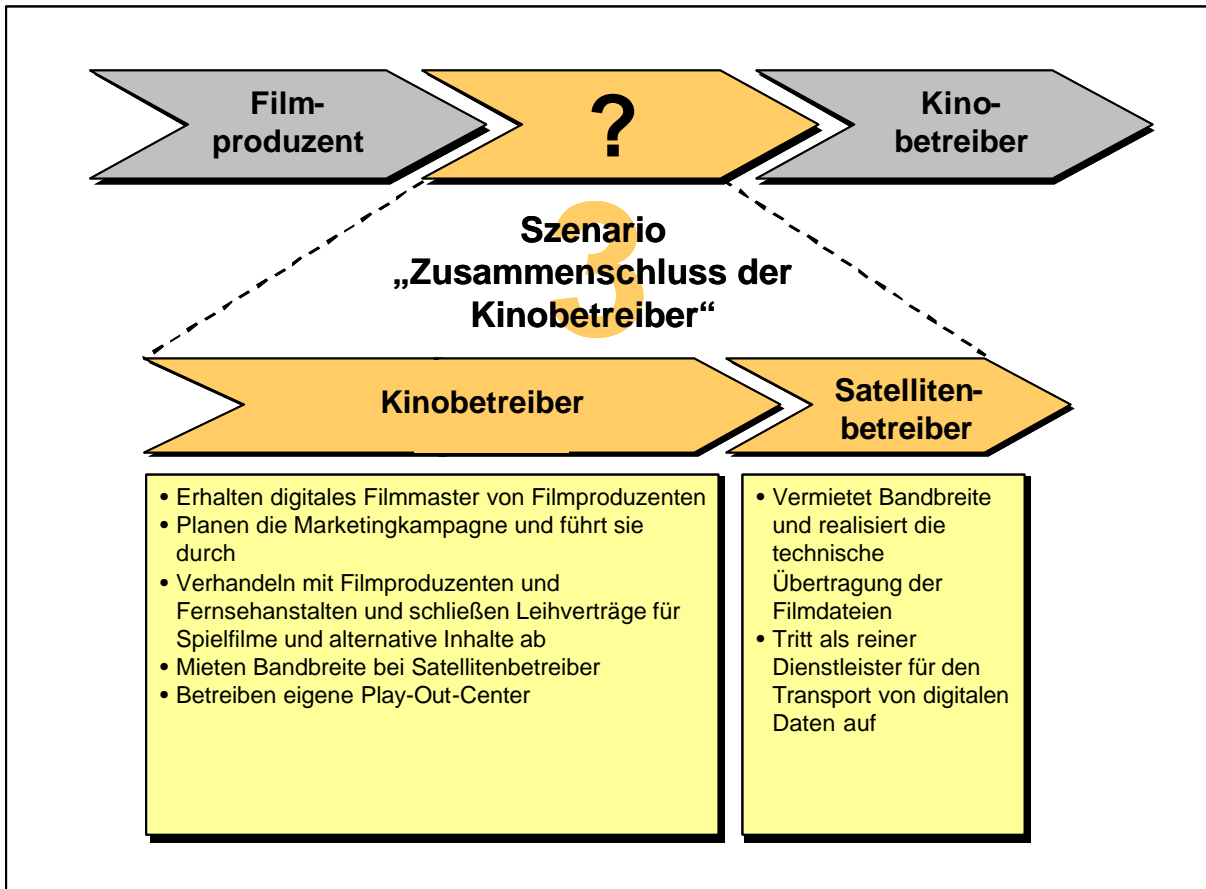 Film-
produzent
?
Kino-
betreiber
3
Szenario
„Zusammenschluss der
Kinobetreiber“
Kinobetreiber
Satelliten-
betreiber
• Erhalten digitales Filmmaster von Filmproduzenten
• Planen die Marketingkampagne und führt sie
durch
• Verhandeln mit Filmproduzenten und
Fernsehanstalten und schließen Leihverträge für
Spielfilme und alternative Inhalte ab
• Mieten Bandbreite bei Satellitenbetreiber
• Betreiben eigene Play-Out-Center
• Vermietet Bandbreite
und realisiert die
technische
Übertragung der
Filmdateien
• Tritt als reiner
Dienstleister für den
Transport von digitalen
Daten auf